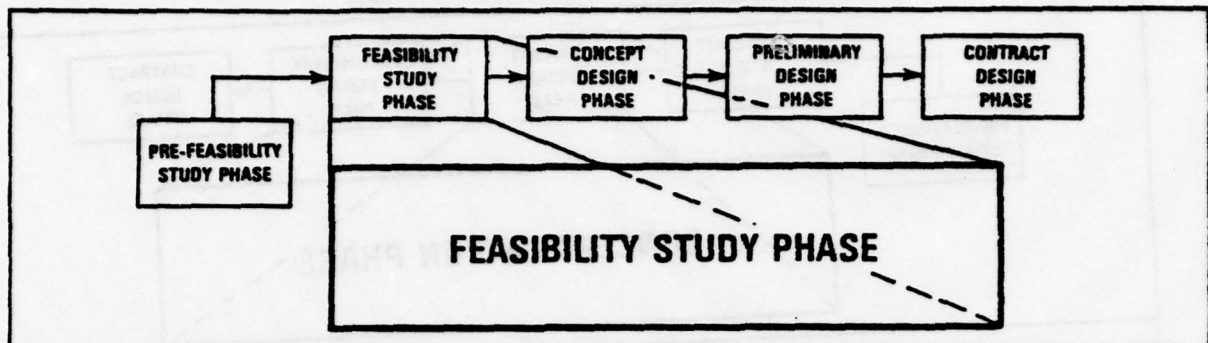 FEASIBILITY
STUDY
PHASE
CONCEPT
DESIGN
PHASE
PRELIMINARY
DESIGN
PHASE
CONTRACT
DESIGN
PHASE
PRE-FEASIBILITY
STUDY PHASE
FEASIBILITY STUDY PHASE